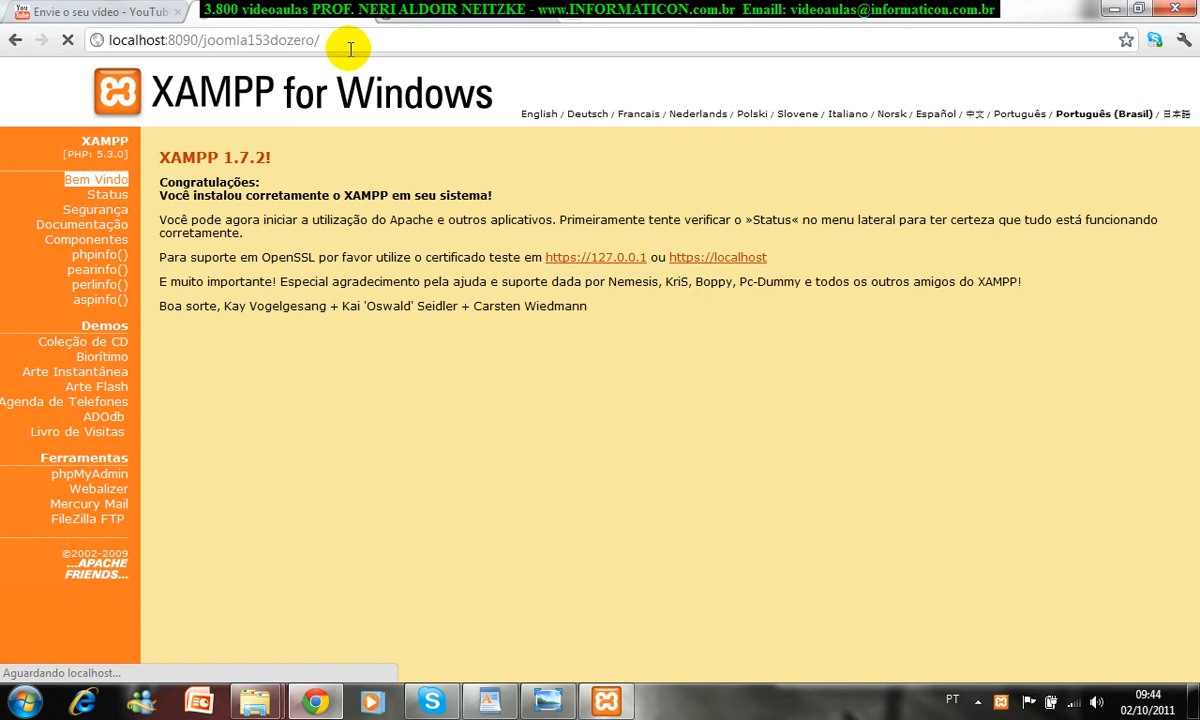 Envie o seu vídeo - YouTub
3.800 videoaulas PROF. NERI ALDOIR NEITZKE - www.INFORMATICON.com.br Emaill: videoaulas@informaticon.com.br
localhost:8090/joomla153dozero/
XAMPP for Windows
English / Deutsch / Francais / Nederlands / Polski / Slovene / Italiano / Norsk / Español / 中文 / Português / Português (Brasil) / 日本語
XAMPP
[PHP: 5.3.0]
Bem Vindo
Status
Segurança
Documentação
Componentes
phpinfo()
pearinfo()
perlinfo()
aspinfo()
Demos
Coleção de CD
Biorítimo
Arte Instantânea
Arte Flash
Agenda de Telefones
ADOdb
Livro de Visitas
Ferramentas
phpMyAdmin
Webalizer
Mercury Mail
FileZilla FTP
©2002-2009
...APACHE
FRIENDS...
XAMPP 1.7.2!
Congratulações:
Você instalou corretamente o XAMPP em seu sistema!
Você pode agora iniciar a utilização do Apache e outros aplicativos. Primeiramente tente verificar o »Status« no menu lateral para ter certeza que tudo está funcionando
corretamente.
Para suporte em OpenSSL por favor utilize o certificado teste em https://127.0.0.1 ou https://localhost
E muito importante! Especial agradecimento pela ajuda e suporte dada por Nemesis, KriS, Boppy, Pc-Dummy e todos os outros amigos do XAMPP!
Boa sorte, Kay Vogelgesang + Kai 'Oswald' Seidler + Carsten Wiedmann
Aguardando localhost...
PT
09:44
02/10/2011